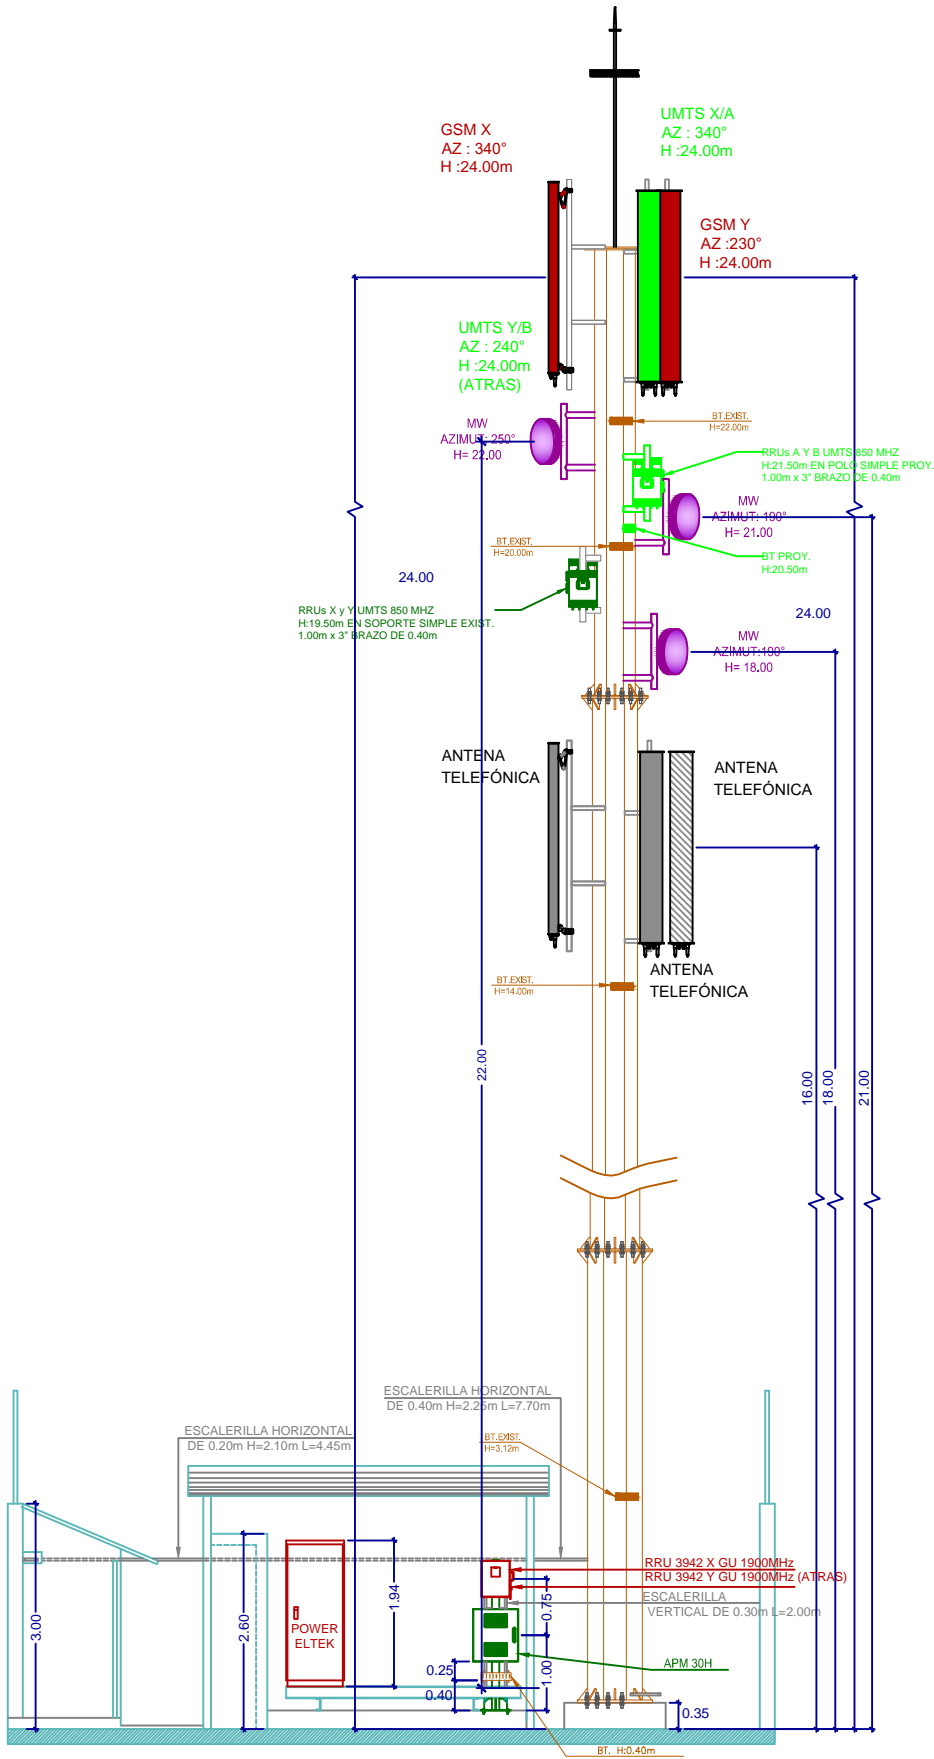 GSM X
AZ : 340°
H :24.00m
UMTS X/A
AZ : 340°
H :24.00m
GSM Y
AZ :230°
H :24.00m
UMTS Y/B
AZ : 240°
H :24.00m
(ATRAS)
BT.EXIST.
H=22.00m
MW
AZIMUT: 250°
H= 22.00
RRUs A Y B UMTS 850 MHZ
H:21.50m EN POLO SIMPLE PROY.
1.00m x 3" BRAZO DE 0.40m
MW
AZIMUT: 190°
H= 21.00
BT.EXIST.
H=20.00m
BT PROY.
H:20.50m
24.00
RRUs X y Y UMTS 850 MHZ
H:19.50m EN SOPORTE SIMPLE EXIST.
1.00m x 3" BRAZO DE 0.40m
24.00
MW
AZIMUT:190°
H= 18.00
ANTENA
TELEFÓNICA
ANTENA
TELEFÓNICA
ANTENA
TELEFÓNICA
BT.EXIST.
H=14.00m
22.00
16.00
18.00
21.00
ESCALERILLA HORIZONTAL
DE 0.40m H=2.25m L=7.70m
ESCALERILLA HORIZONTAL
DE 0.20m H=2.10m L=4.45m
BT.EXIST.
H=3.12m
RRU 3942 X GU 1900MHz
RRU 3942 Y GU 1900MHz (ATRAS)
ESCALERILLA
VERTICAL DE 0.30m L=2.00m
3.00
2.60
POWER
ELTEK
1.94
0.75
1.00
0.25
0.40
APM 30H
0.35
BT. H:0.40m